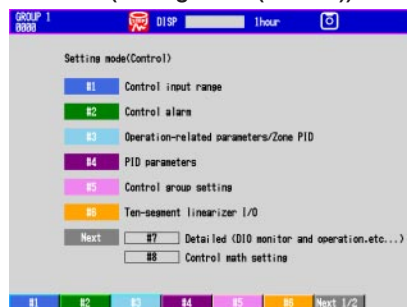 GROUP 1
0000
DISP
1hour
Setting mode(Control)
#1 Control input range
#2 Control alarm
#3 Operation-related parameters/Zone PID
#4 PID parameters
#5 Control group setting
#6 Ten-segment linearizer I/O
Next #7 Detailed (DIO monitor and operation.etc...)
#8 Control math setting
#1 #2 #3 #4 #5 #6 Next 1/2